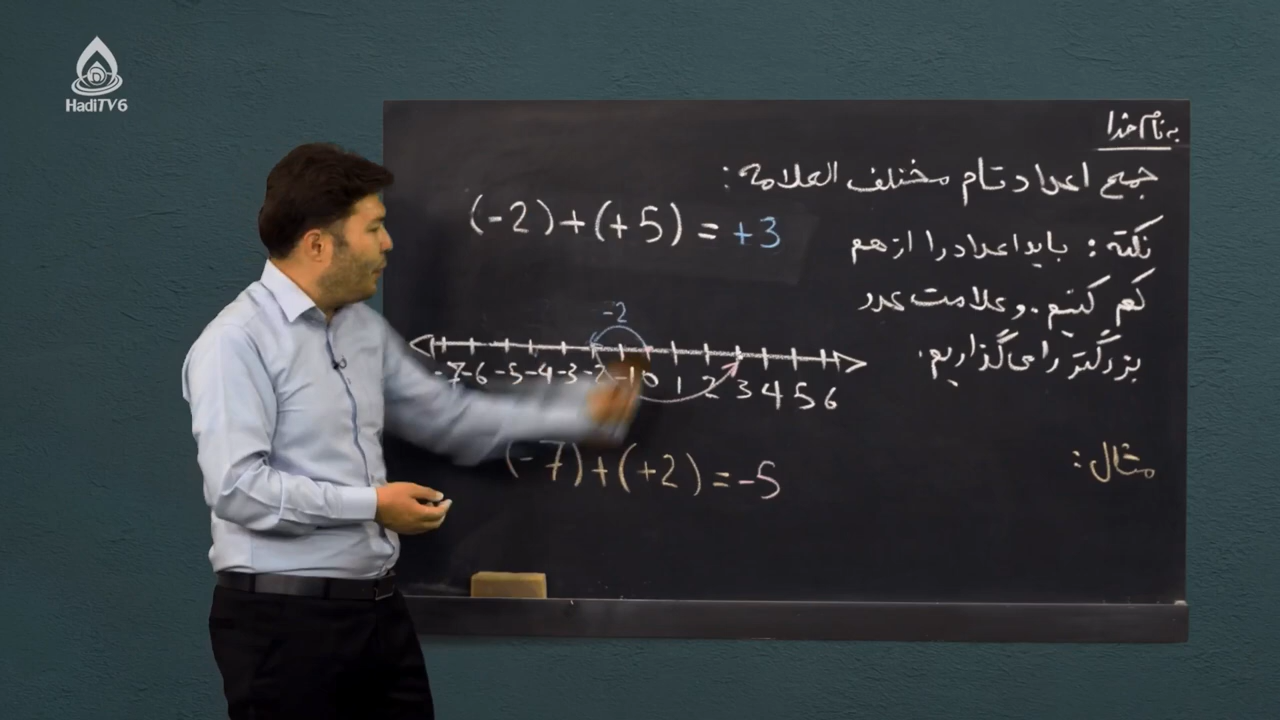 HadiTV6
به نام خدا
جمع اعداد تام مختلف العلامه :
(-2)+(+5) = +3
نکته : باید اعداد را از هم
کم کنیم . و علامت عدد
بزرگتر را می گذاریم .
-2
-7 -6 -5 -4 -3 -2 -1 0 1 2 3 4 5 6
مثال :
(-7)+(+2)=-5